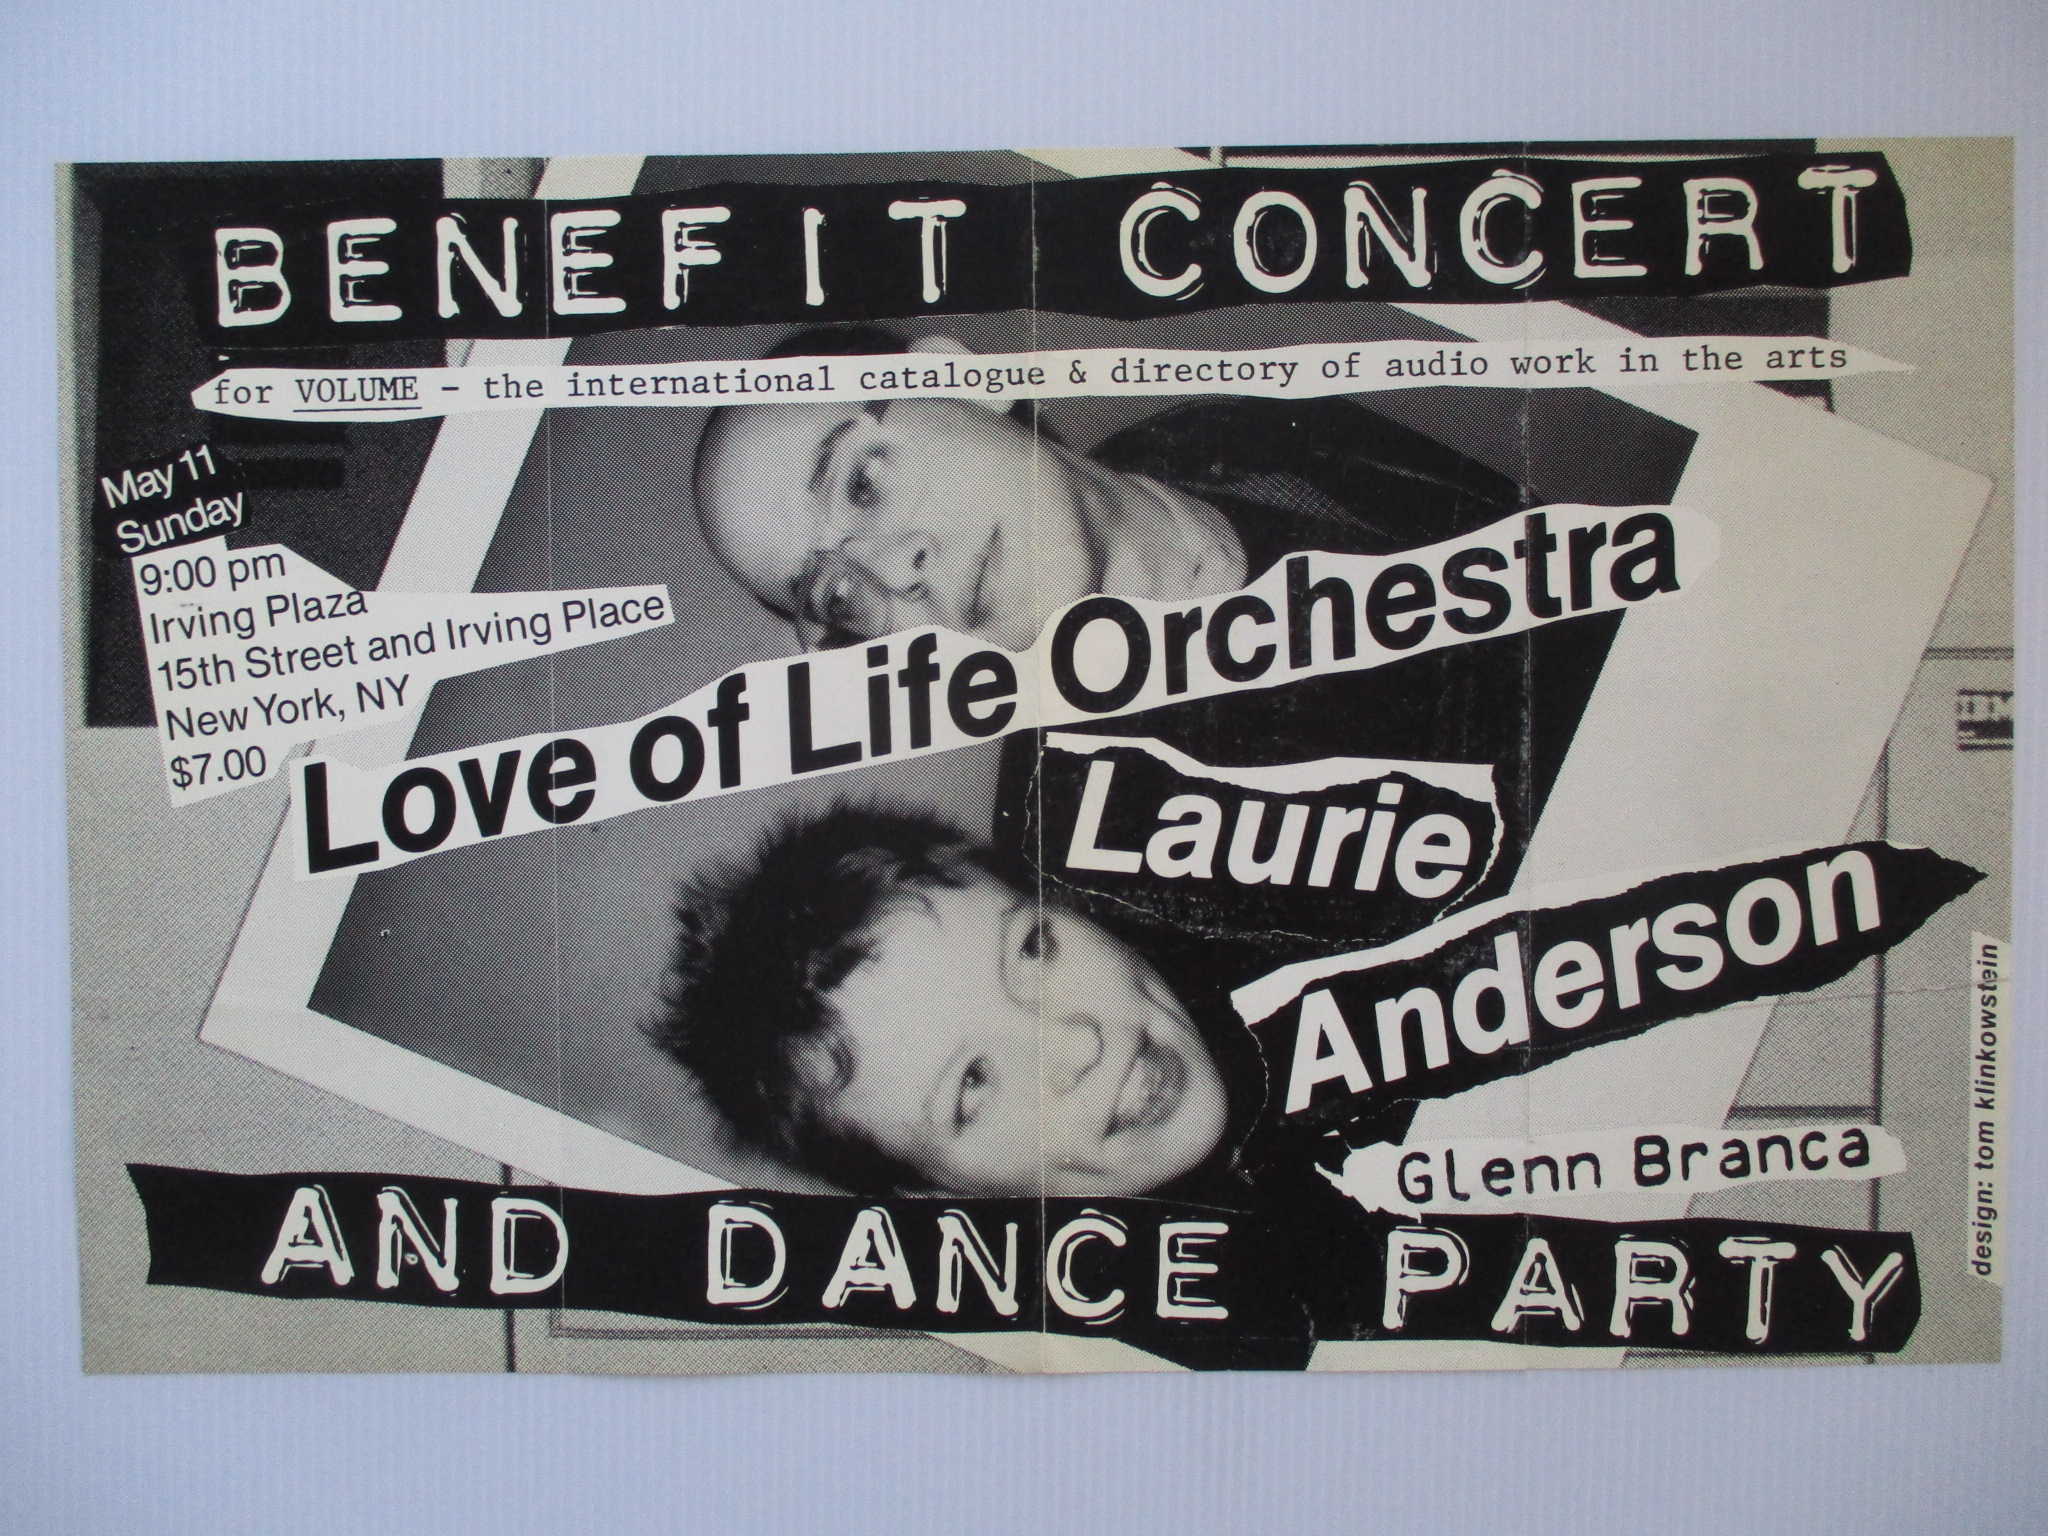 BENEFIT CONCERT
for VOLUME - the international catalogue & directory of audio work in the arts
May 11
Sunday
9:00 pm
Irving Plaza
15th Street and Irving Place
New York, NY
$7.00
Love of Life Orchestra
Laurie
Anderson
Glenn Branca
AND DANCE PARTY
design: tom klinkowstein